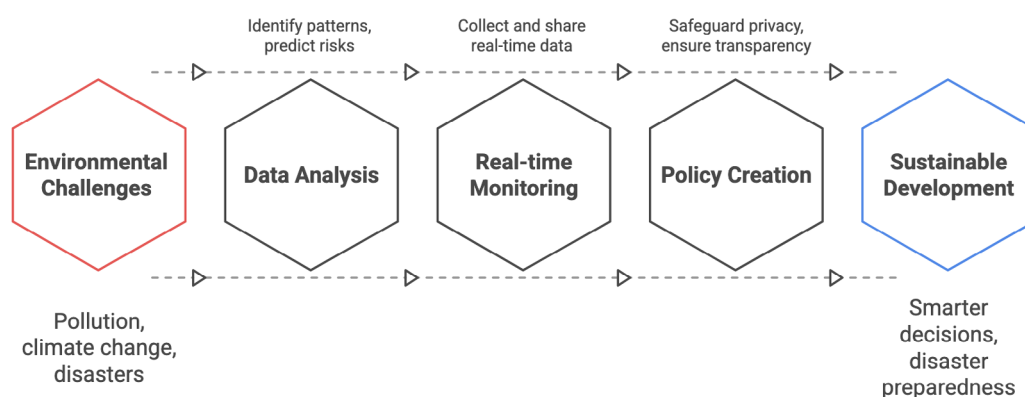 Identify patterns,
predict risks
Collect and share
real-time data
Safeguard privacy,
ensure transparency
Environmental
Challenges
Data Analysis
Real-time
Monitoring
Policy Creation
Sustainable
Development
Pollution,
climate change,
disasters
Smarter
decisions,
disaster
preparedness